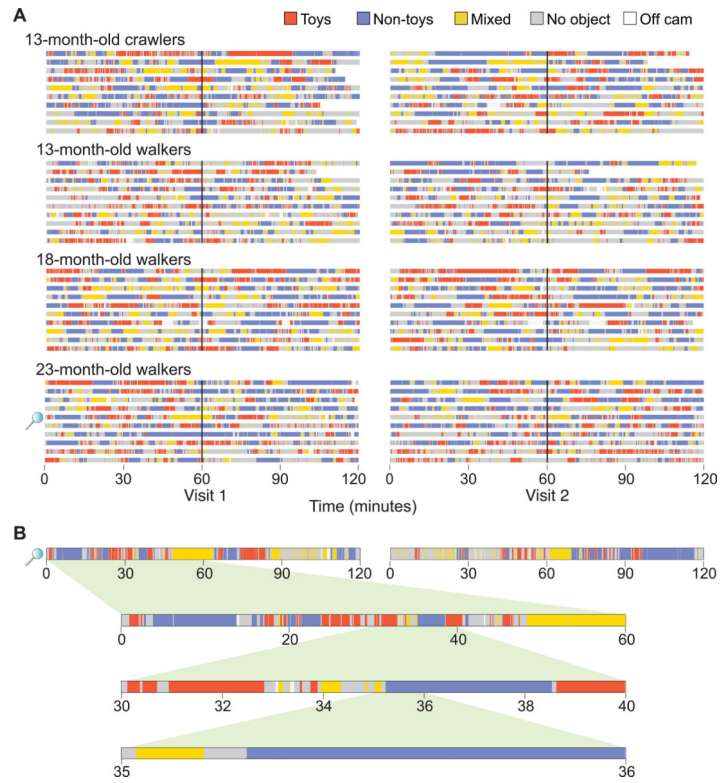 A
Toys Non-toys Mixed No object Off cam
13-month-old crawlers
13-month-old walkers
18-month-old walkers
23-month-old walkers
0 30 60 90 120 0 30 60 90 120
Visit 1 Visit 2
Time (minutes)
B
0 30 60 90 120 0 30 60 90 120
0 20 40 60
30 32 34 36 38 40
35 36